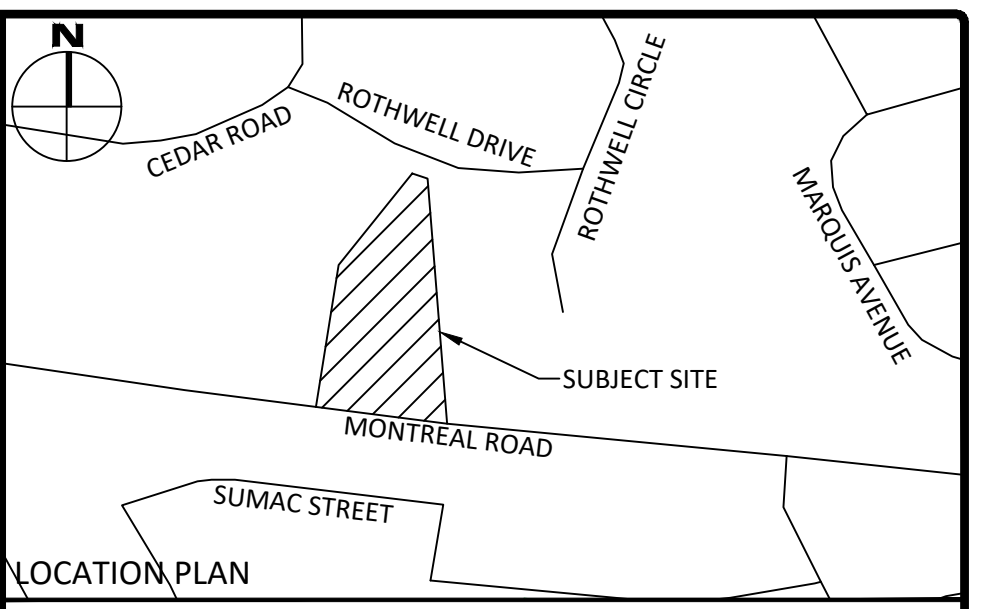 N
CEDAR ROAD
ROTHWELL DRIVE
ROTHWELL CIRCLE
MARQUIS AVENUE
SUBJECT SITE
MONTREAL ROAD
SUMAC STREET
LOCATION PLAN